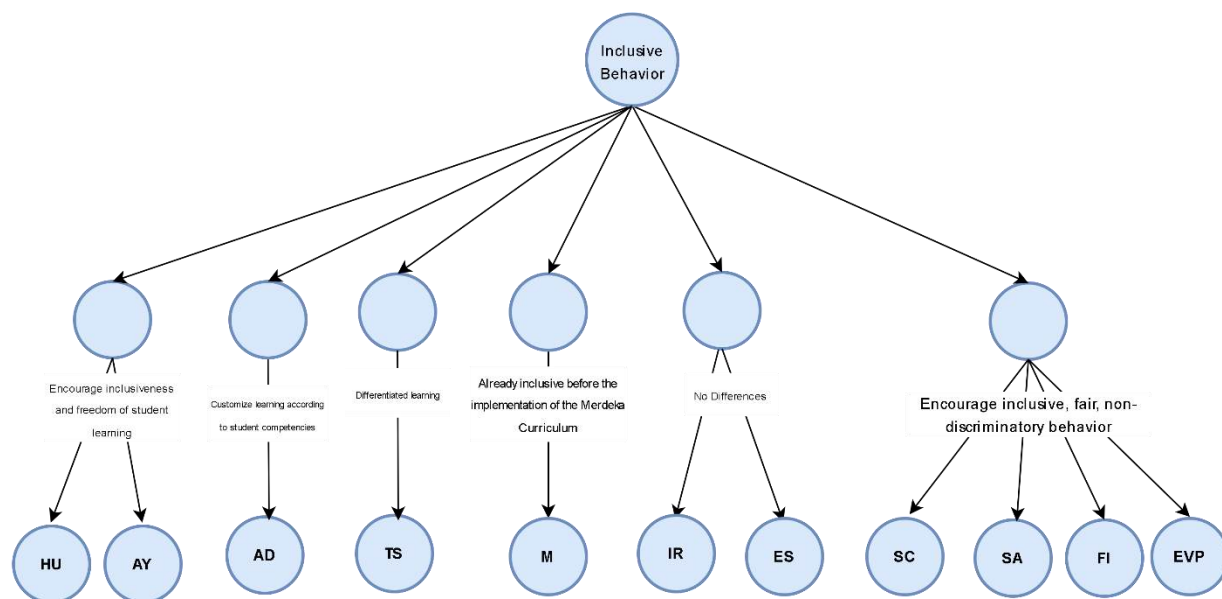 Inclusive
Behavior
Encourage inclusiveness
and freedom of student
learning
Customize learning according
to student competencies
Differentiated learning
Already inclusive before the
implementation of the Merdeka
Curriculum
No Differences
Encourage inclusive, fair, non-
discriminatory behavior
HU
AY
AD
TS
M
IR
ES
SC
SA
FI
EVP